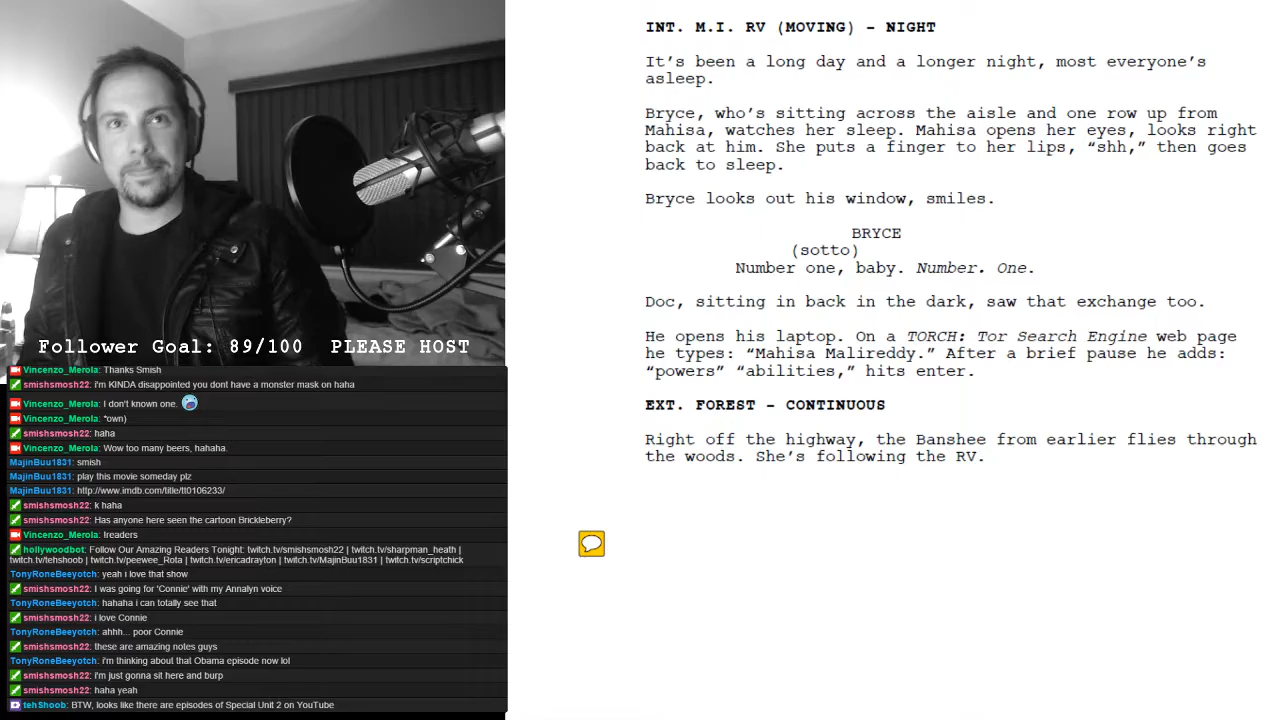 INT. M.I. RV (MOVING) – NIGHT
It's been a long day and a longer night, most everyone's
asleep.
Bryce, who's sitting across the aisle and one row up from
Mahisa, watches her sleep. Mahisa opens her eyes, looks right
back at him. She puts a finger to her lips, “shh,” then goes
back to sleep.
Bryce looks out his window, smiles.
BRYCE
(sotto)
Number one, baby. Number. One.
Doc, sitting in back in the dark, saw that exchange too.
He opens his laptop. On a TORCH: Tor Search Engine web page
he types: “Mahisa Malireddy.” After a brief pause he adds:
“powers” “abilities,” hits enter.
EXT. FOREST – CONTINUOUS
Right off the highway, the Banshee from earlier flies through
the woods. She's following the RV.
Follower Goal: 89/100 PLEASE HOST
Vincenzo_Merola: Thanks Smish
smishsmosh22: i'm KINDA disappointed you dont have a monster mask on haha
Vincenzo_Merola: I don't known one.
Vincenzo_Merola: *own)
smishsmosh22: haha
Vincenzo_Merola: Wow too many beers, hahaha.
MajinBuu1831: smish
MajinBuu1831: play this movie someday plz
MajinBuu1831: http://www.imdb.com/title/tt0106233/
smishsmosh22: k haha
smishsmosh22: Has anyone here seen the cartoon Brickleberry?
Vincenzo_Merola: !readers
hollywoodbot: Follow Our Amazing Readers Tonight: twitch.tv/smishsmosh22 | twitch.tv/sharpman_heath |
twitch.tv/tehshoob | twitch.tv/peewee_Rota | twitch.tv/ericadrayton | twitch.tv/MajinBuu1831 | twitch.tv/scriptchick
TonyRoneBeeyotch: yeah i love that show
smishsmosh22: I was going for 'Connie' with my Annalyn voice
TonyRoneBeeyotch: hahaha i can totally see that
smishsmosh22: i love Connie
TonyRoneBeeyotch: ahhh... poor Connie
smishsmosh22: these are amazing notes guys
TonyRoneBeeyotch: i'm thinking about that Obama episode now lol
smishsmosh22: i'm just gonna sit here and burp
smishsmosh22: haha yeah
tehShoob: BTW, looks like there are episodes of Special Unit 2 on YouTube